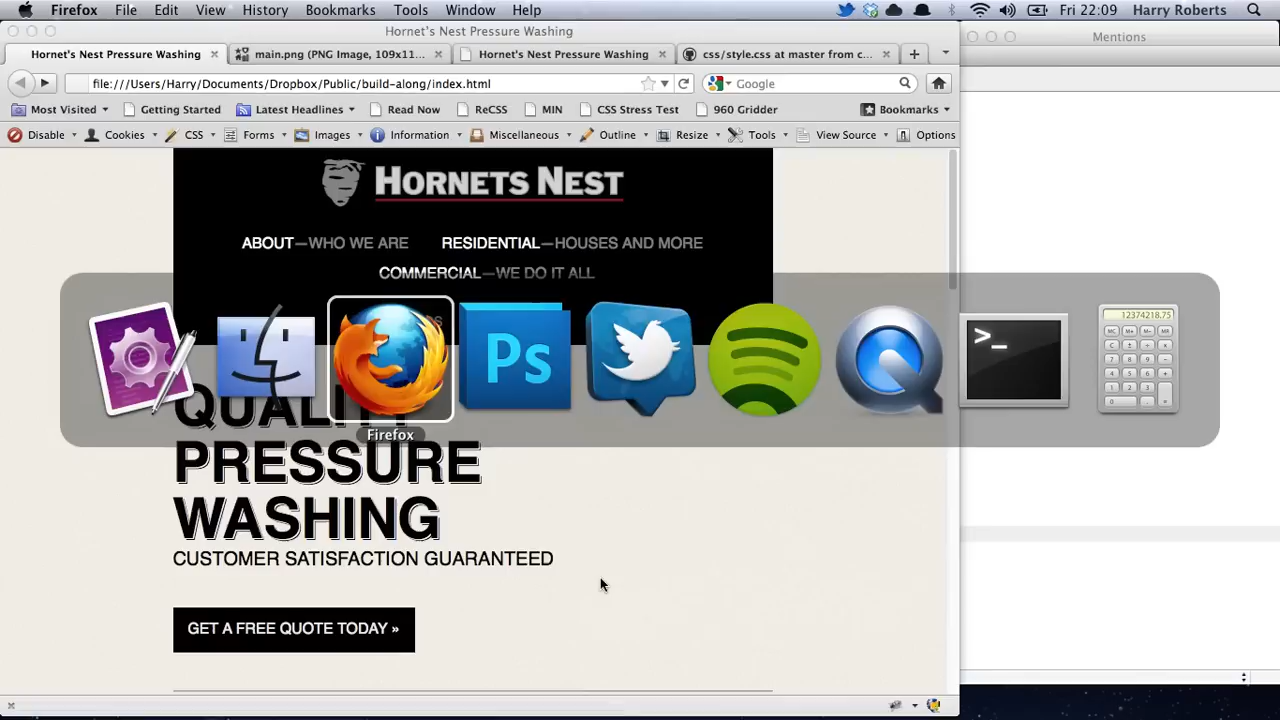 Firefox File Edit View History Bookmarks Tools Window Help Fri 22:09 Harry Roberts
Hornet's Nest Pressure Washing Mentions
Hornet's Nest Pressure Washing main.png (PNG Image, 109x11... Hornet's Nest Pressure Washing css/style.css at master from c...
file:///Users/Harry/Documents/Dropbox/Public/build-along/index.html Google
Most Visited Getting Started Latest Headlines Read Now ReCSS MIN CSS Stress Test 960 Gridder Bookmarks
Disable Cookies CSS Forms Images Information Miscellaneous Outline Resize Tools View Source Options
HORNETS NEST
ABOUT—WHO WE ARE RESIDENTIAL—HOUSES AND MORE
COMMERCIAL—WE DO IT ALL
Ps
>_
12374218.75
Firefox
QUALITY
PRESSURE
WASHING
CUSTOMER SATISFACTION GUARANTEED
GET A FREE QUOTE TODAY »